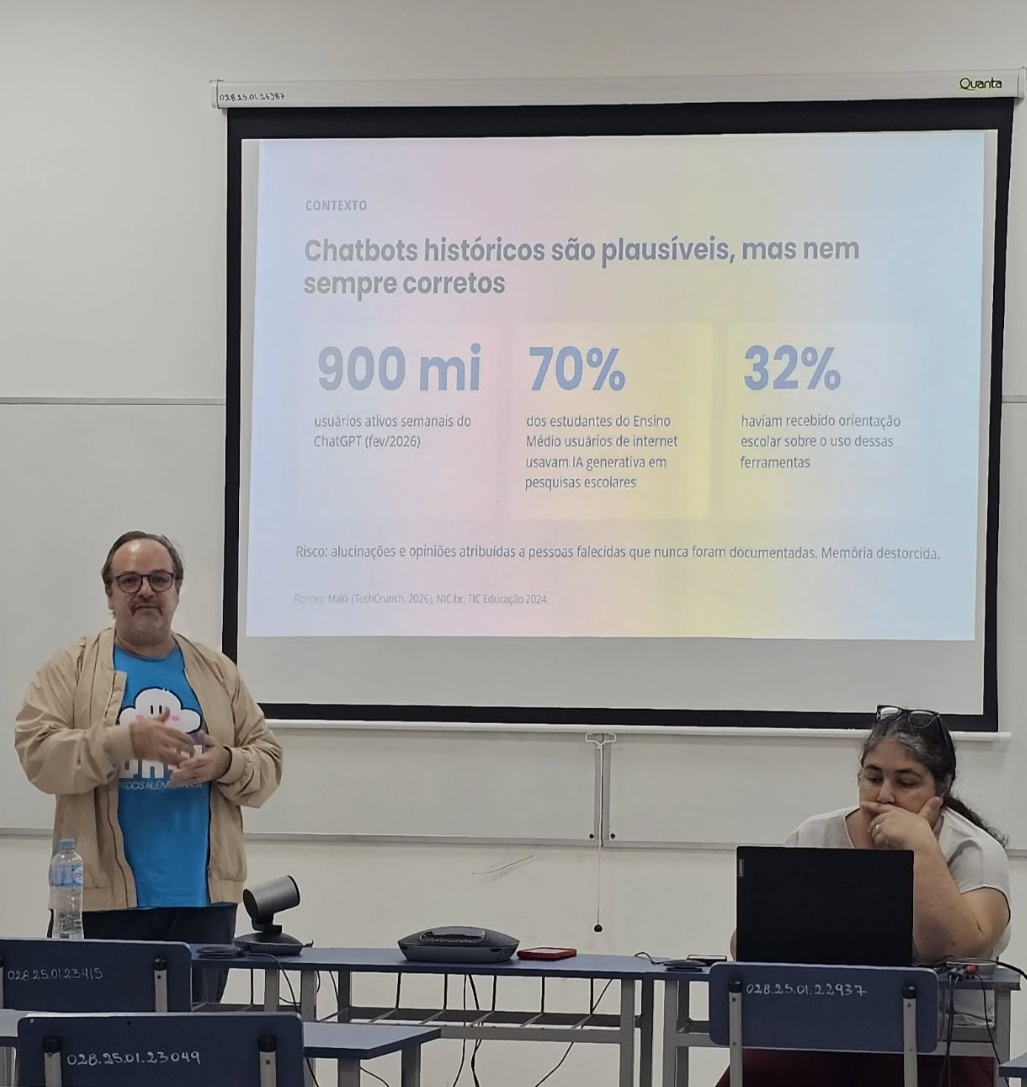 Quanta
028.25.01.26387
CONTEXTO
Chatbots históricos são plausíveis, mas nem
sempre corretos
900 mi
usuários ativos semanais do
ChatGPT (fev/2026)
70%
dos estudantes do Ensino
Médio usuários de internet
usavam IA generativa em
pesquisas escolares
32%
haviam recebido orientação
escolar sobre o uso dessas
ferramentas
Risco: alucinações e opiniões atribuídas a pessoas falecidas que nunca foram documentadas. Memória destorcida.
Fontes: Malik (TechCrunch, 2026); NIC.br, TIC Educação 2024.
lenovo
028.25.01.23415
028.25.01.22937
028.25.01.23049